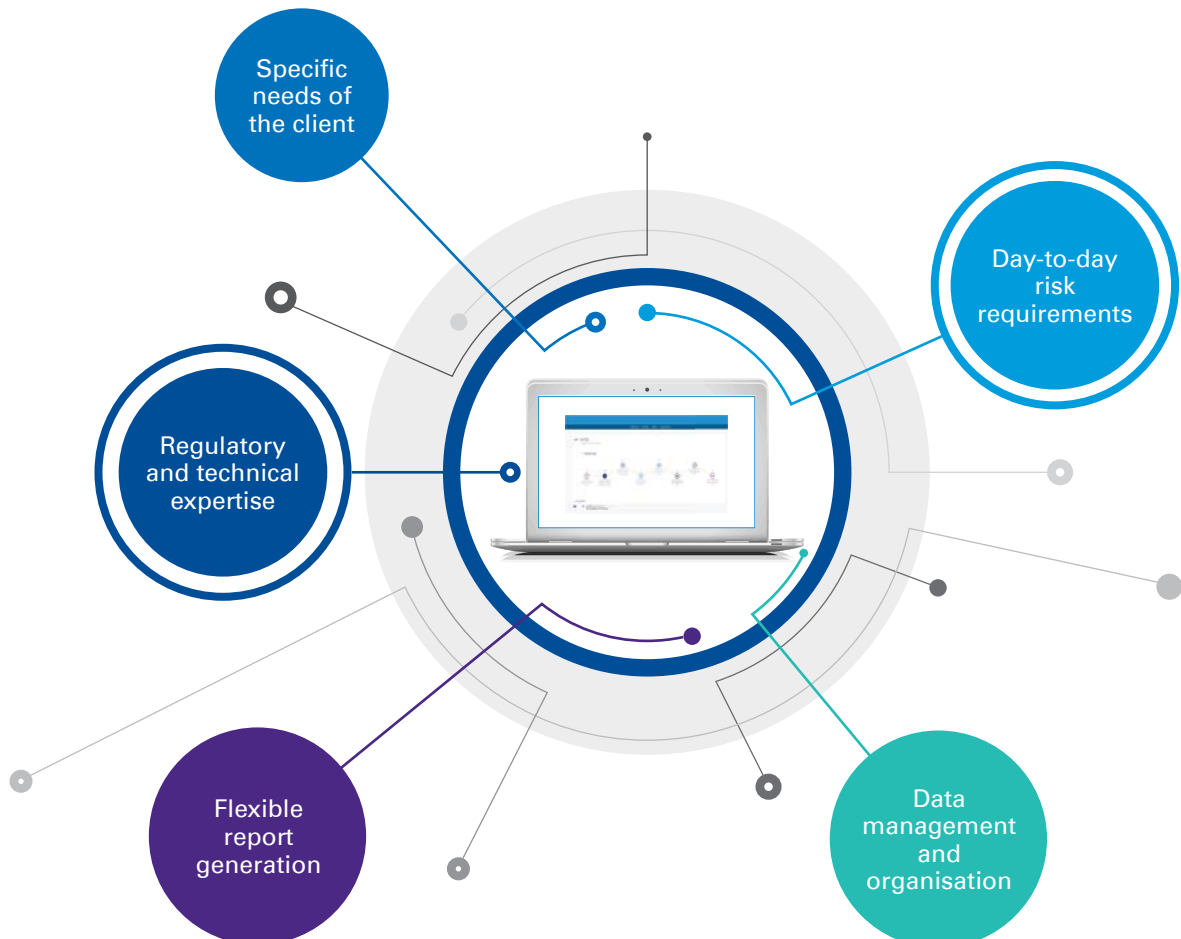 Specific
needs of
the client
Day-to-day
risk
requirements
Regulatory
and technical
expertise
Flexible
report
generation
Data
management
and
organisation